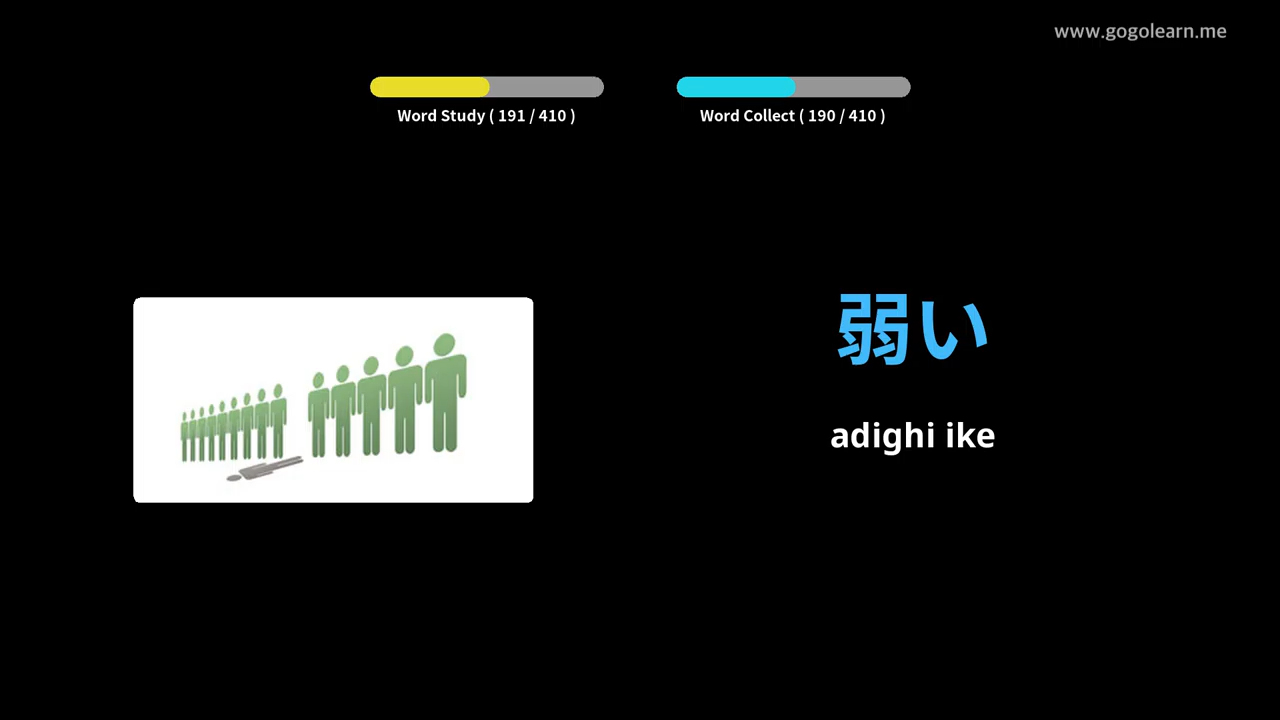 www.gogolearn.me
Word Study ( 191 / 410 )
Word Collect ( 190 / 410 )
弱い
adighi ike